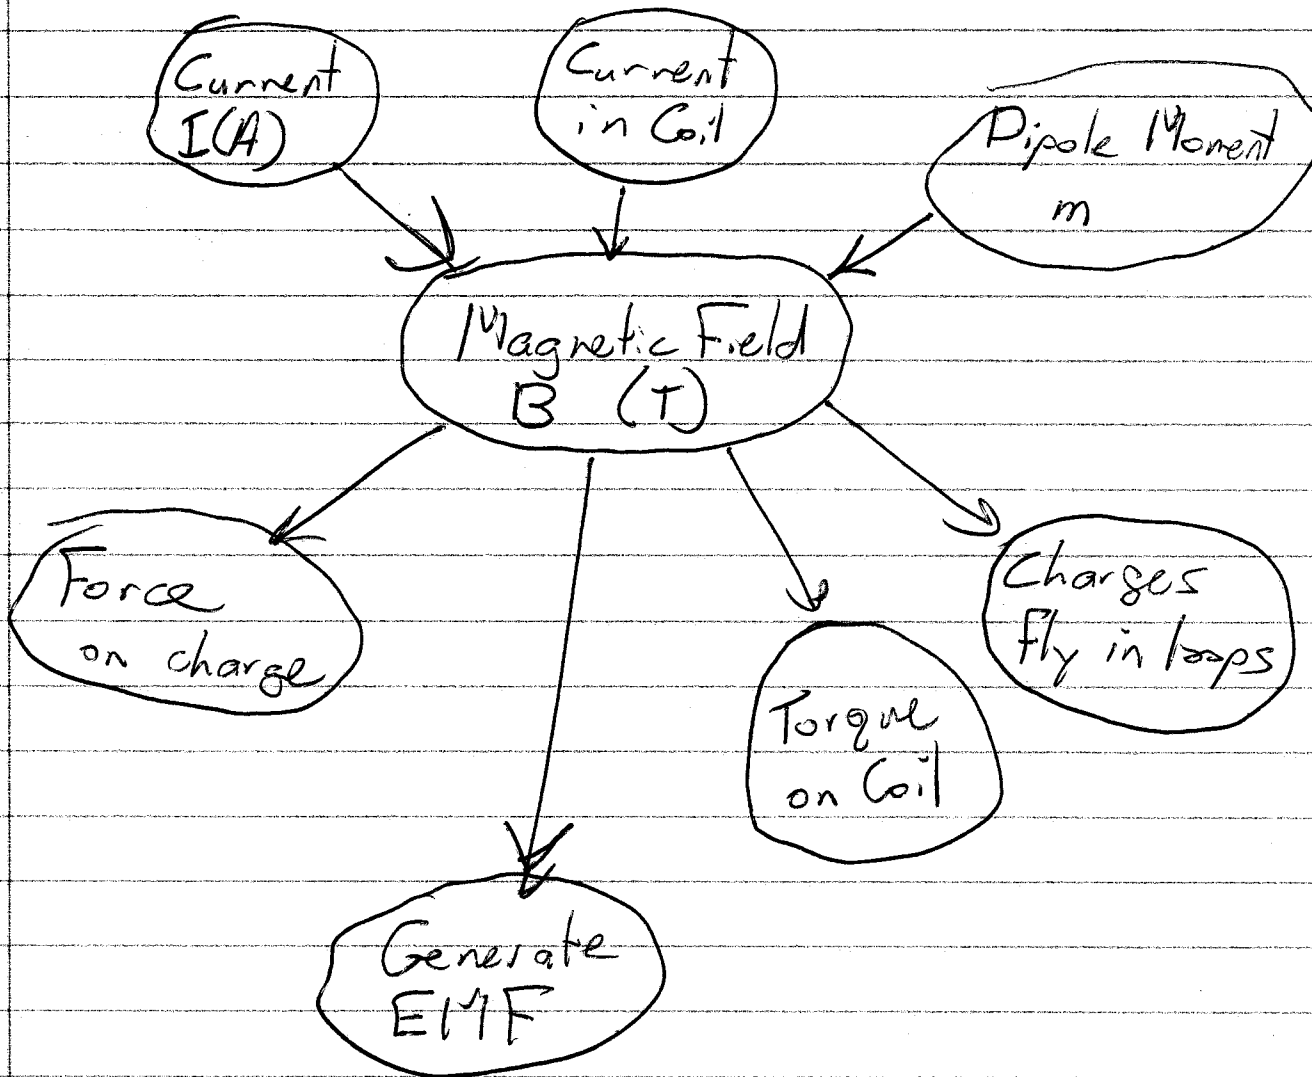 Current
I(A)
Current
in Coil
Dipole Moment
m
Magnetic Field
B (T)
Force
on charge
Charges
fly in loops
Torque
on Coil
Generate
EMF